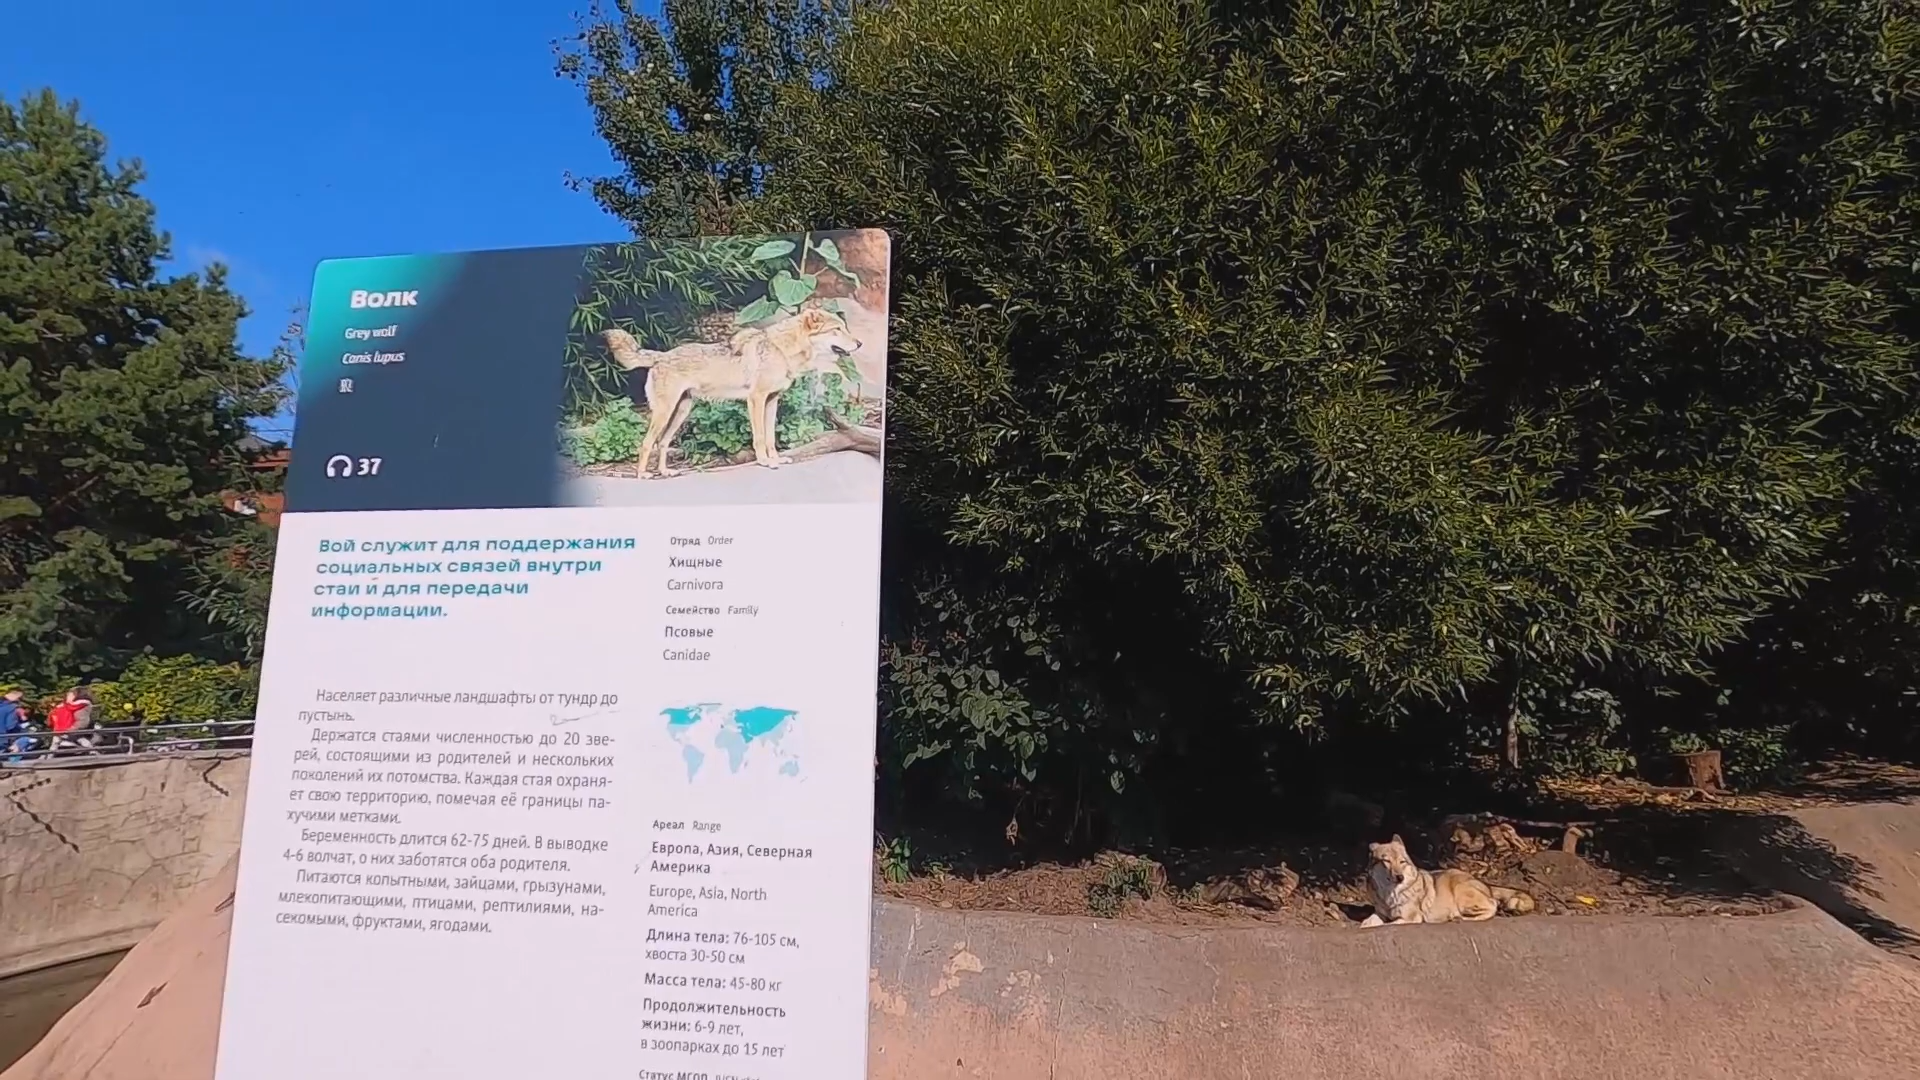 Волк
Grey wolf
Canis lupus
狼
37
Вой служит для поддержания
социальных связей внутри
стаи и для передачи
информации.
Населяет различные ландшафты от тундр до
пустынь.
Держатся стаями численностью до 20 зве-
рей, состоящими из родителей и нескольких
поколений их потомства. Каждая стая охраня-
ет свою территорию, помечая её границы па-
хучими метками.
Беременность длится 62-75 дней. В выводке
4-6 волчат, о них заботятся оба родителя.
Питаются копытными, зайцами, грызунами,
млекопитающими, птицами, рептилиями, на-
секомыми, фруктами, ягодами.
Отряд Order
Хищные
Carnivora
Семейство Family
Псовые
Canidae
Ареал Range
Европа, Азия, Северная
Америка
Europe, Asia, North
America
Длина тела: 76-105 см,
хвоста 30-50 см
Масса тела: 45-80 кг
Продолжительность
жизни: 6-9 лет,
в зоопарках до 15 лет
Статус МСОП